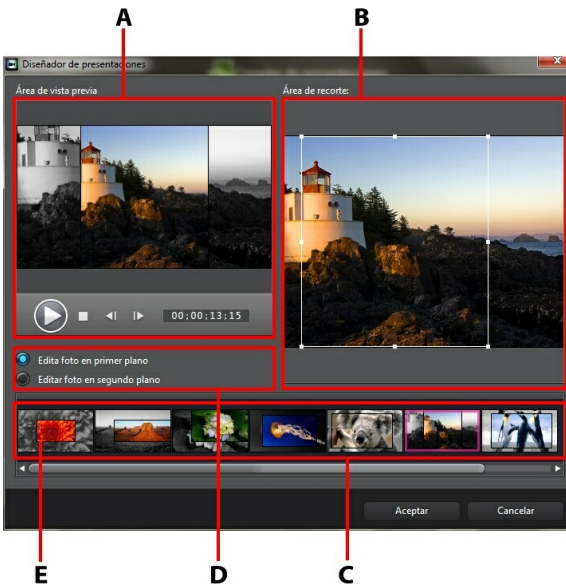 A
B
Diseñador de presentaciones
Área de vista previa
Área de recorte:
00;00;13;15
Edita foto en primer plano
Editar foto en segundo plano
Aceptar
Cancelar
E
D
C